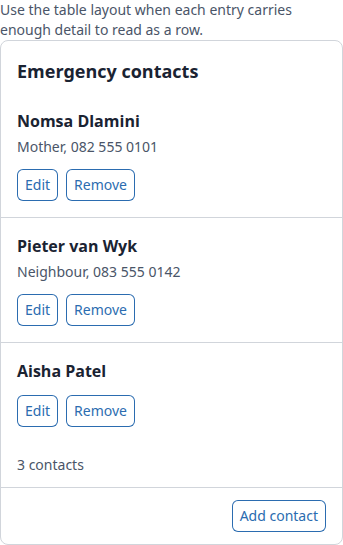 Use the table layout when each entry carries
enough detail to read as a row.
Emergency contacts
Nomsa Dlamini
Mother, 082 555 0101
Edit Remove
Pieter van Wyk
Neighbour, 083 555 0142
Edit Remove
Aisha Patel
Edit Remove
3 contacts
Add contact